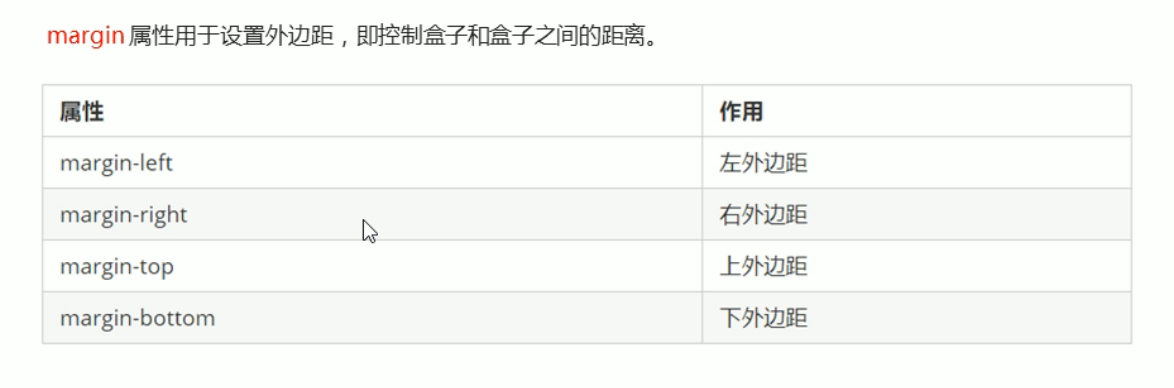 margin 属性用于设置外边距，即控制盒子和盒子之间的距离。
属性 作用
margin-left 左外边距
margin-right 右外边距
margin-top 上外边距
margin-bottom 下外边距